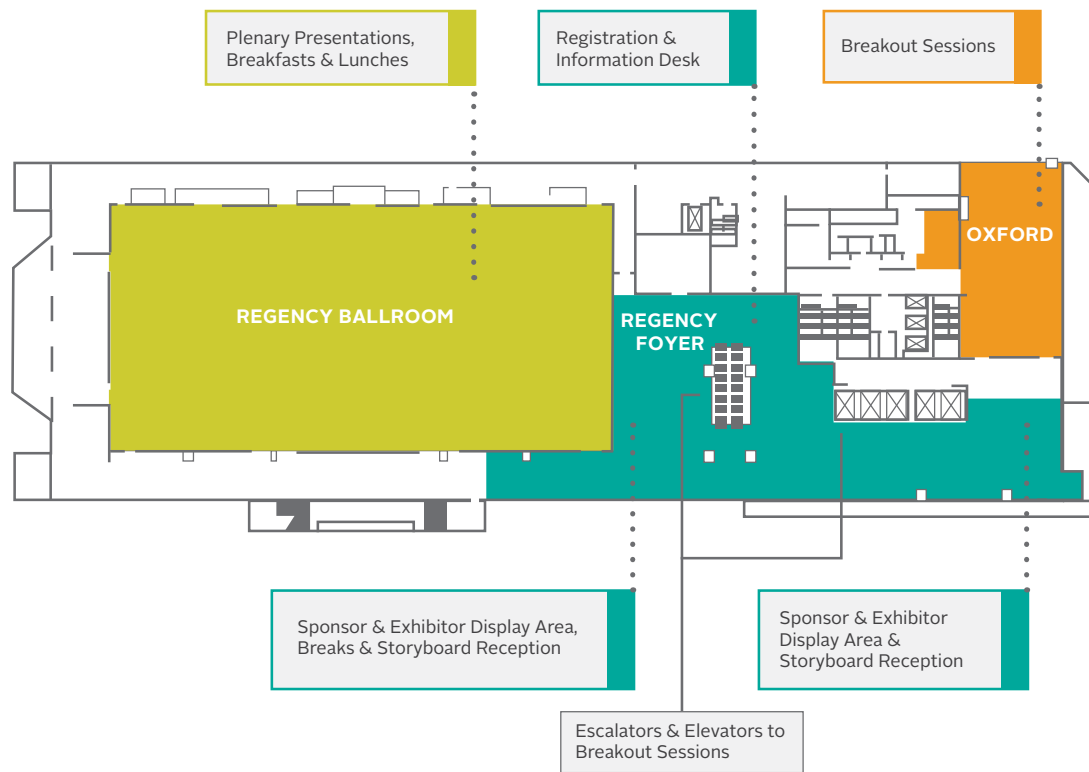 Plenary Presentations,
Breakfasts & Lunches
Registration &
Information Desk
Breakout Sessions
OXFORD
REGENCY BALLROOM
REGENCY
FOYER
Sponsor & Exhibitor Display Area,
Breaks & Storyboard Reception
Sponsor & Exhibitor
Display Area &
Storyboard Reception
Escalators & Elevators to
Breakout Sessions